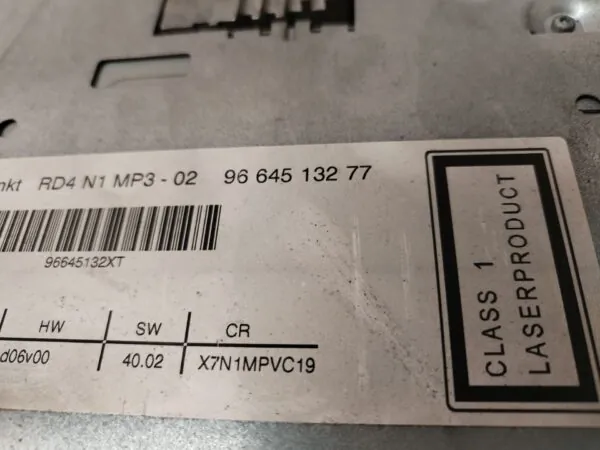 nkt RD4 N1 MP3 - 02 96 645 132 77
96645132XT
HW SW CR
d06v00 40.02 X7N1MPVC19
CLASS 1
LASERPRODUCT